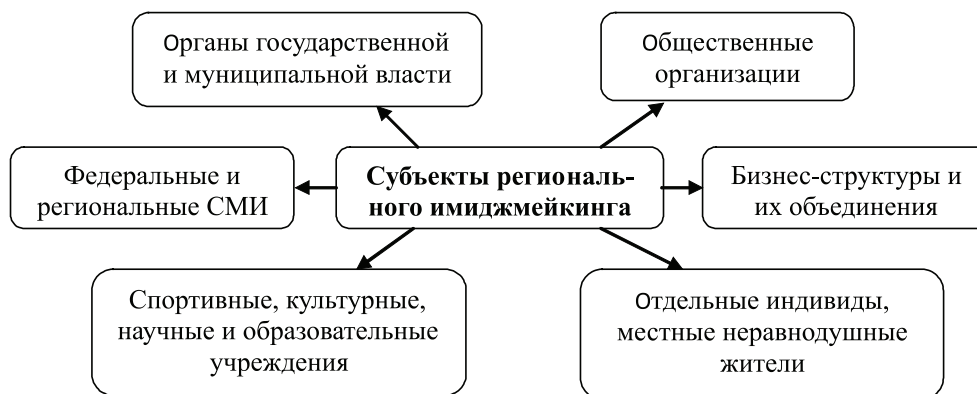 Органы государственной
и муниципальной власти
Общественные
организации
Федеральные и
региональные СМИ
Субъекты региональ-
ного имиджмейкинга
Бизнес-структуры и
их объединения
Спортивные, культурные,
научные и образовательные
учреждения
Отдельные индивиды,
местные неравнодушные
жители